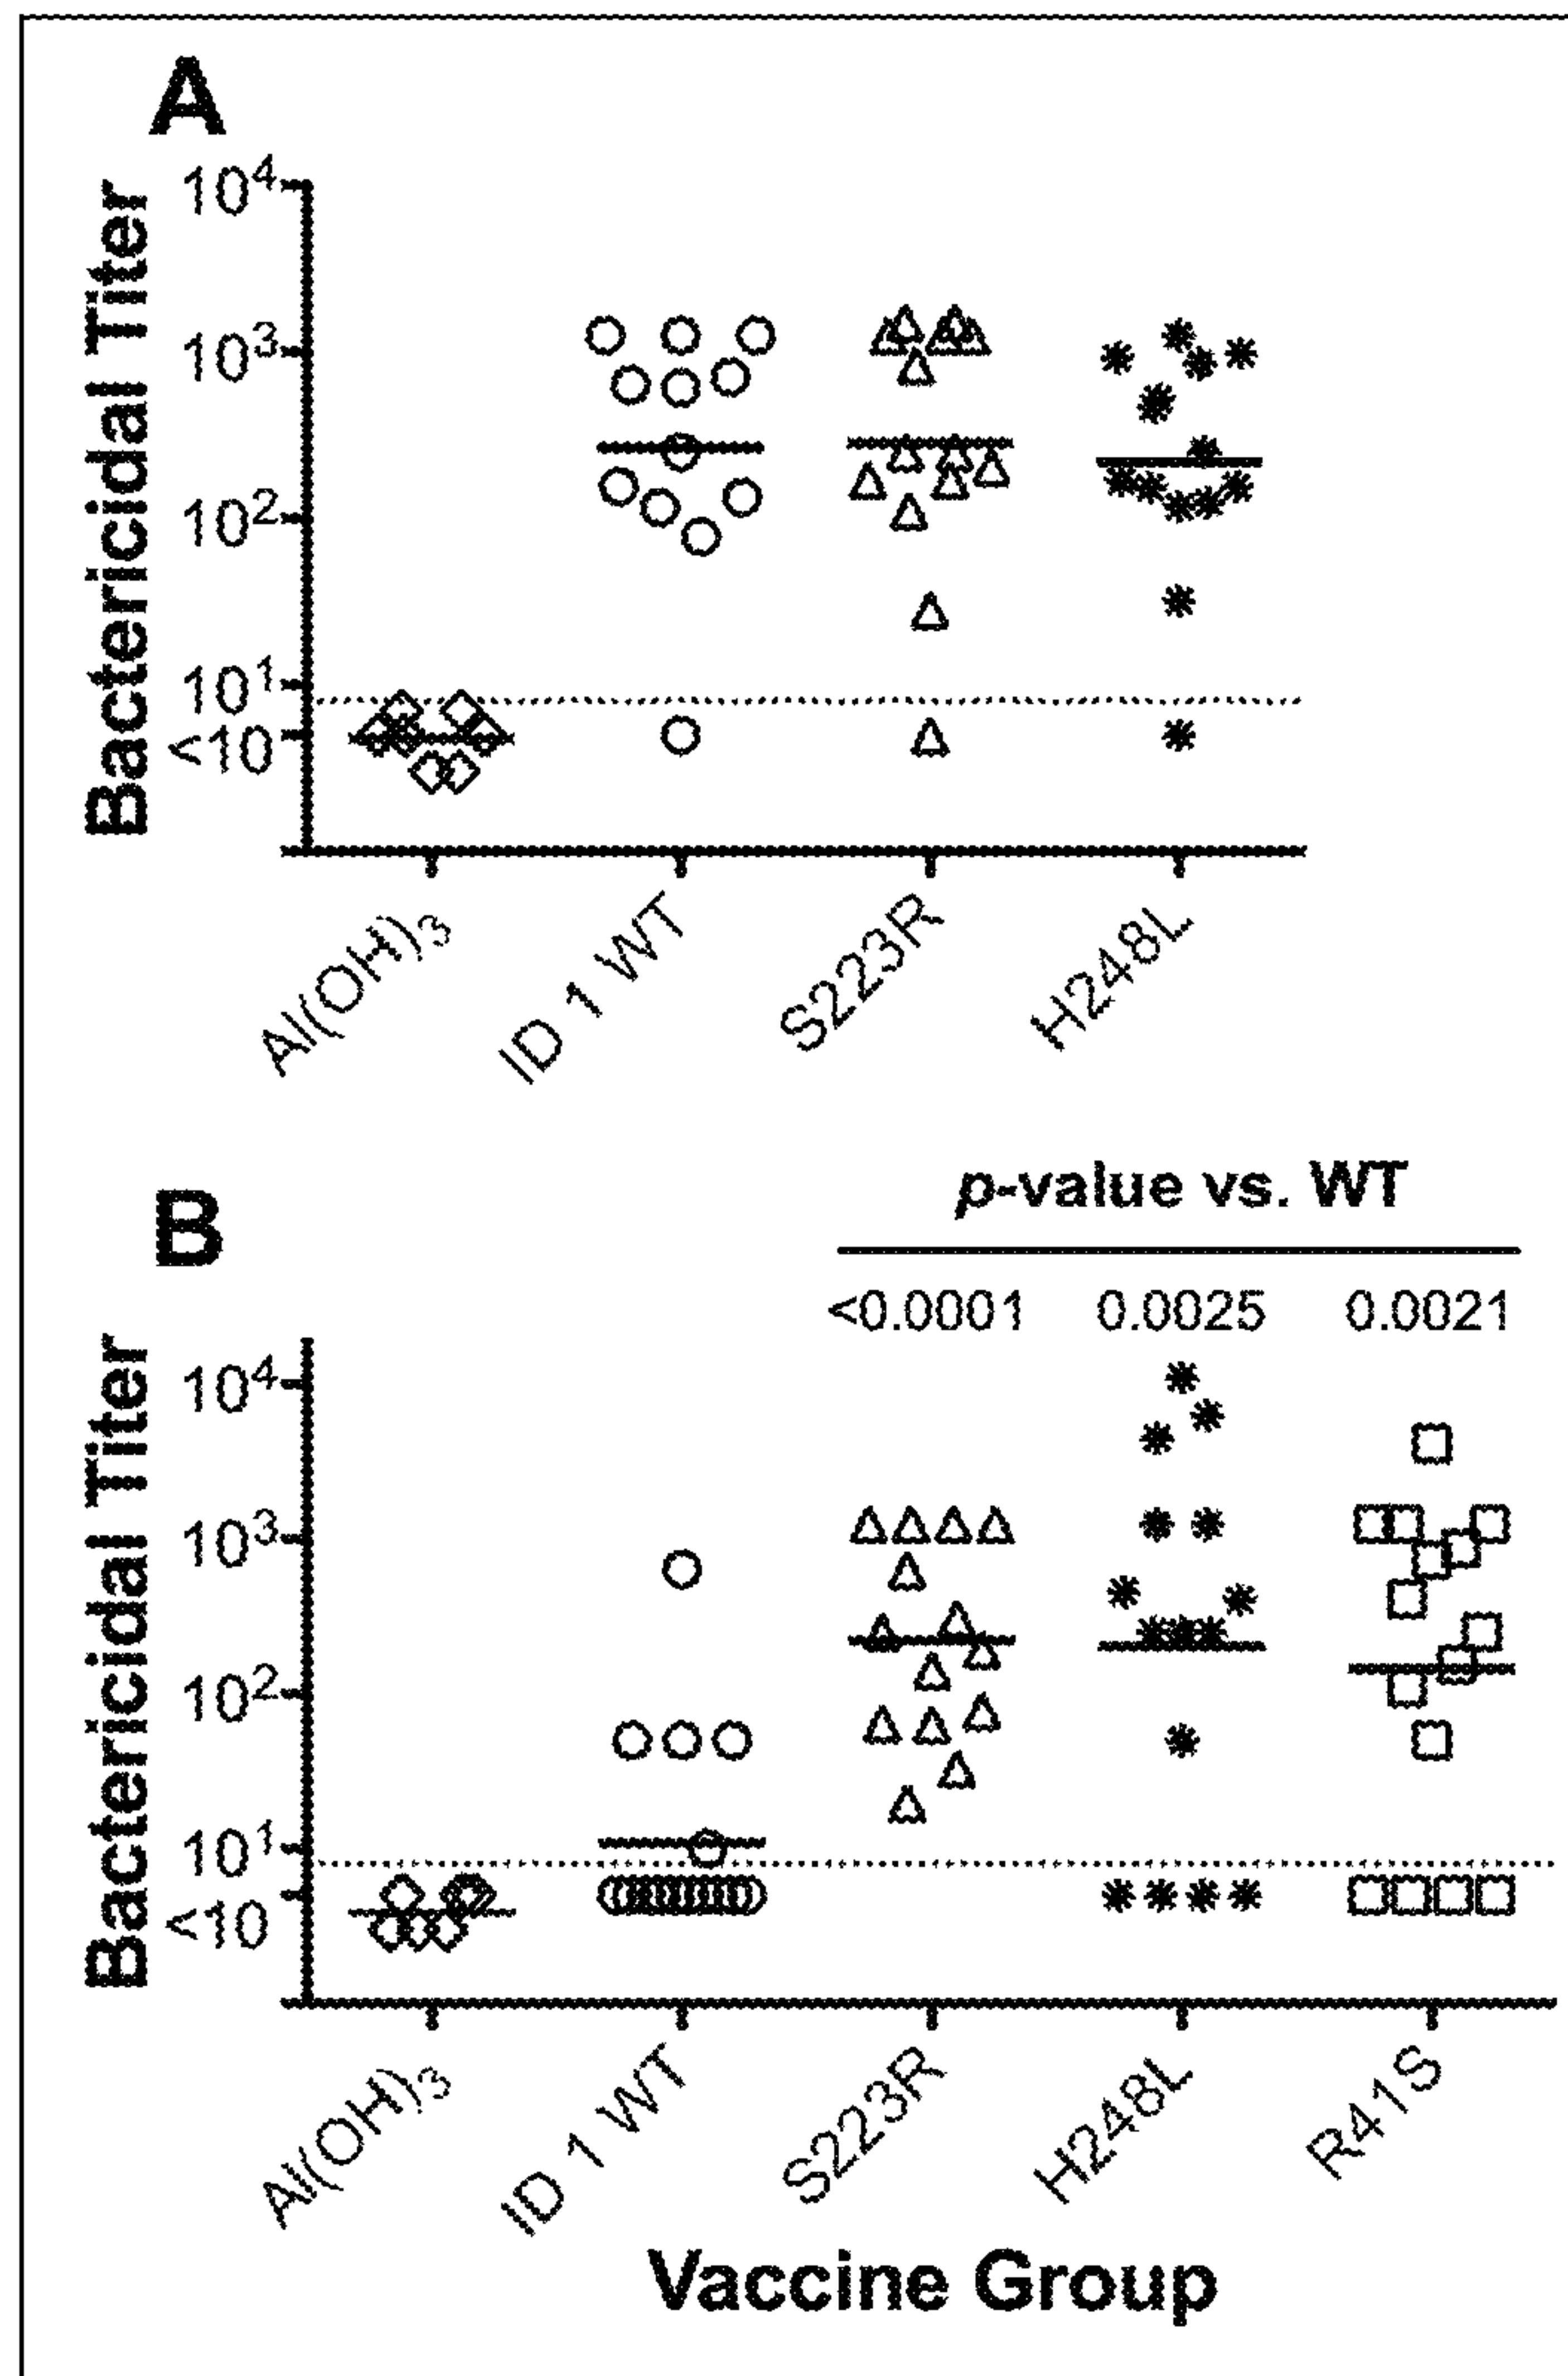 A
Bactericidal Titer
10⁴
10³
10²
10¹
<10
Al(OH)₃
ID 1 WT
S223R
H248L
B
p-value vs. WT
<0.0001 0.0025 0.0021
Bactericidal Titer
10⁴
10³
10²
10¹
<10
Al(OH)₃
ID 1 WT
S223R
H248L
R41S
Vaccine Group